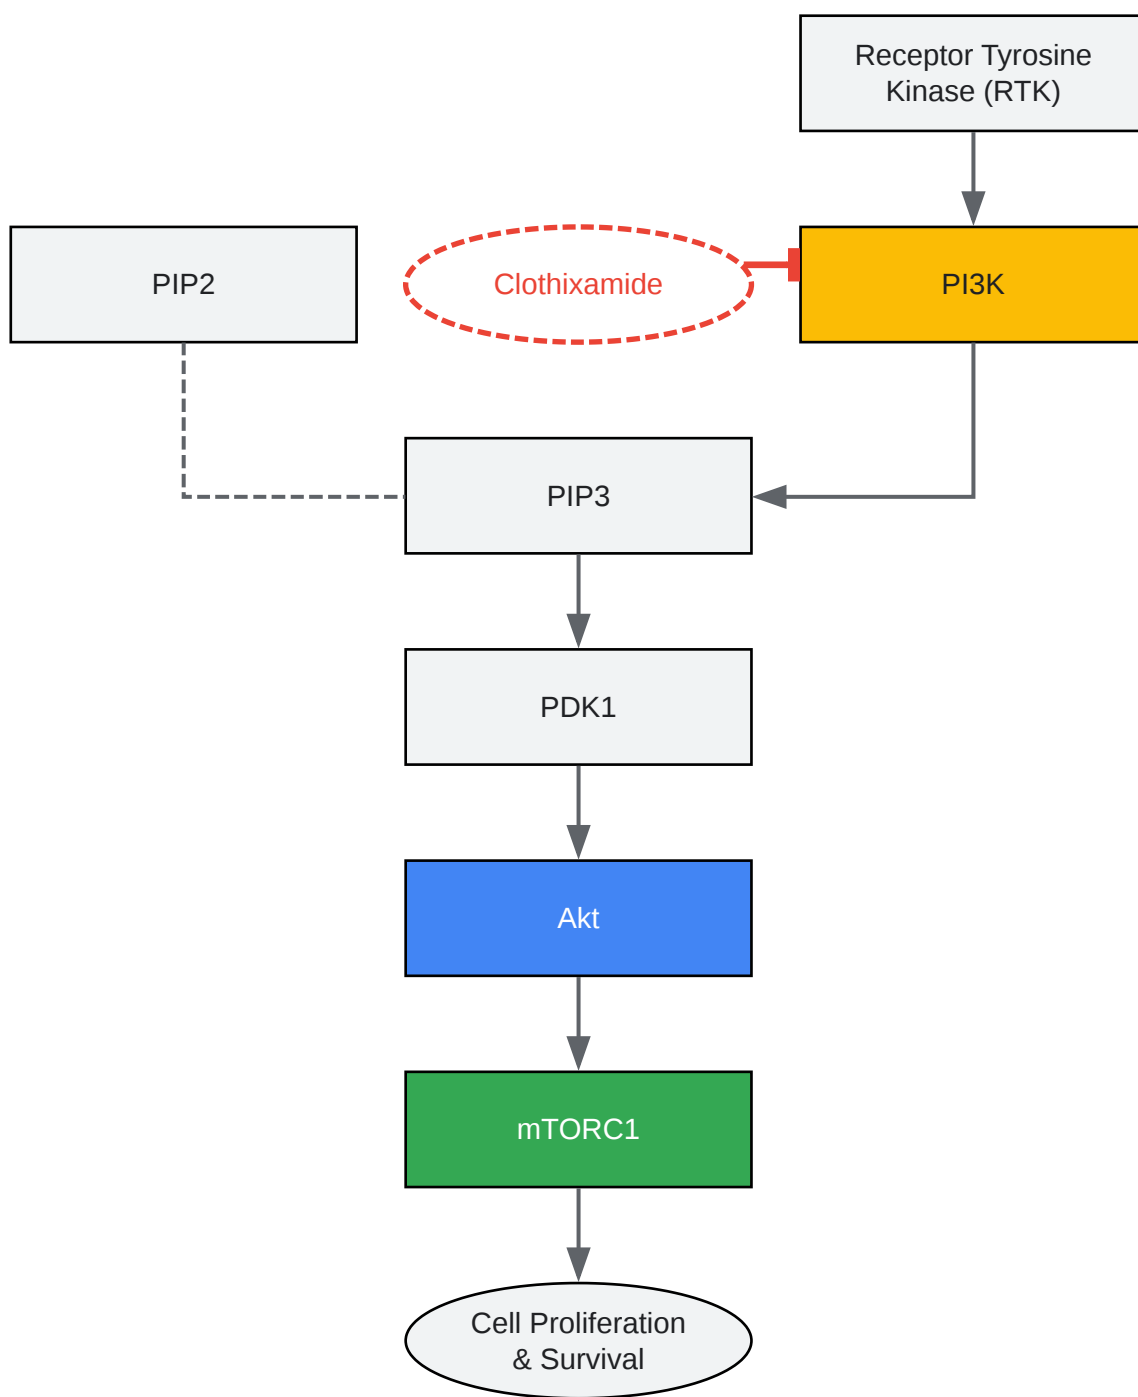 Receptor Tyrosine
Kinase (RTK)
PIP2
Clothixamide
PI3K
PIP3
PDK1
Akt
mTORC1
Cell Proliferation
& Survival